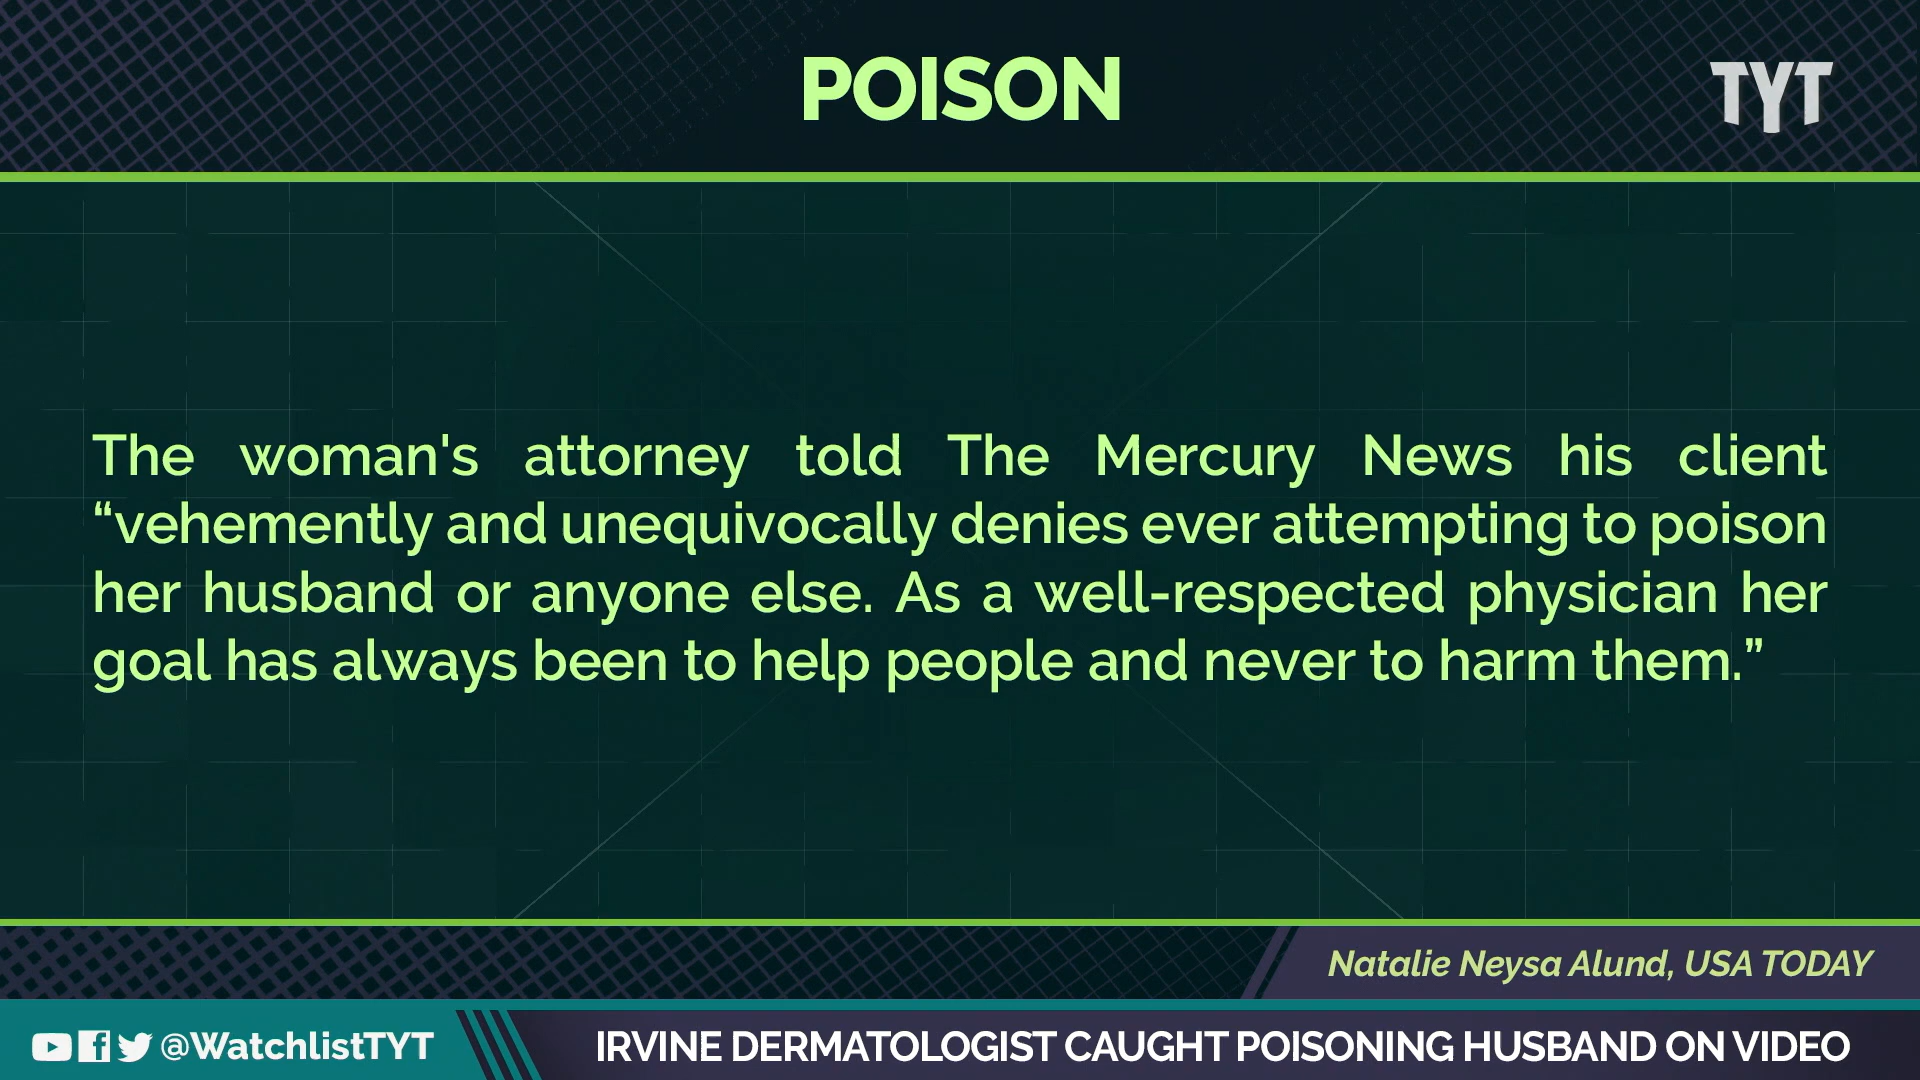 POISON
TYT
The woman's attorney told The Mercury News his client
“vehemently and unequivocally denies ever attempting to poison
her husband or anyone else. As a well-respected physician her
goal has always been to help people and never to harm them.”
Natalie Neysa Alund, USA TODAY
@WatchlistTYT
IRVINE DERMATOLOGIST CAUGHT POISONING HUSBAND ON VIDEO